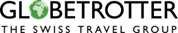 GLOBETROTTER
THE SWISS TRAVEL GROUP